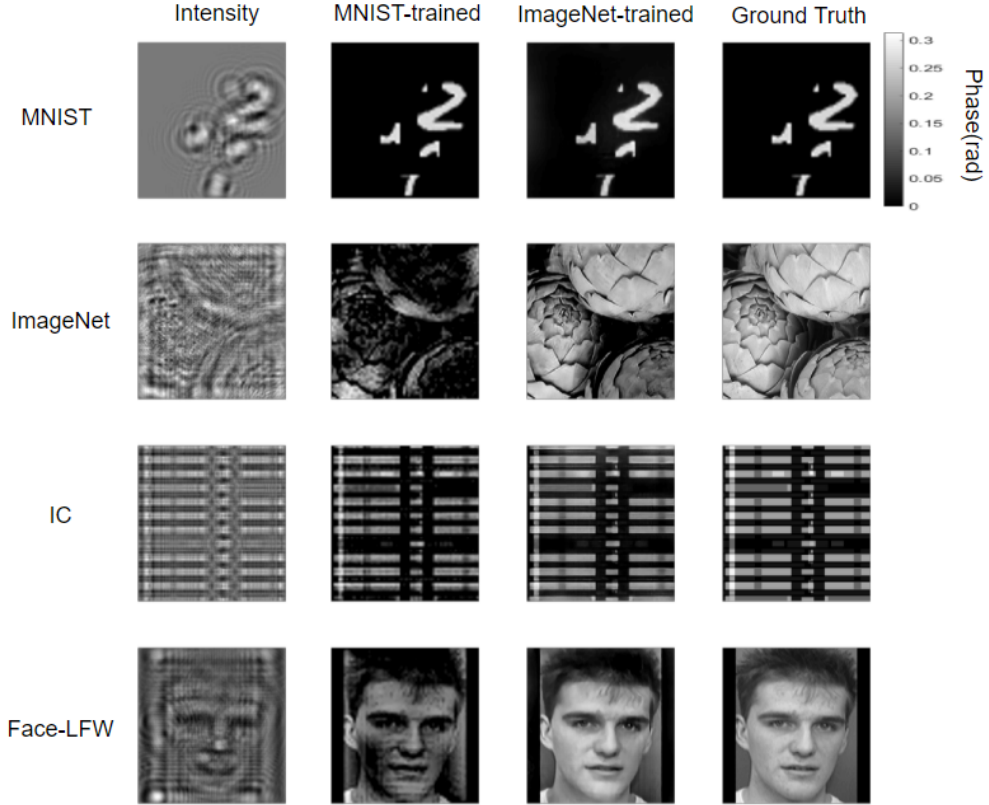 Intensity MNIST-trained ImageNet-trained Ground Truth
MNIST
0.3
0.25
0.2
0.15
0.1
0.05
0
Phase(rad)
2
ImageNet
IC
Face-LFW